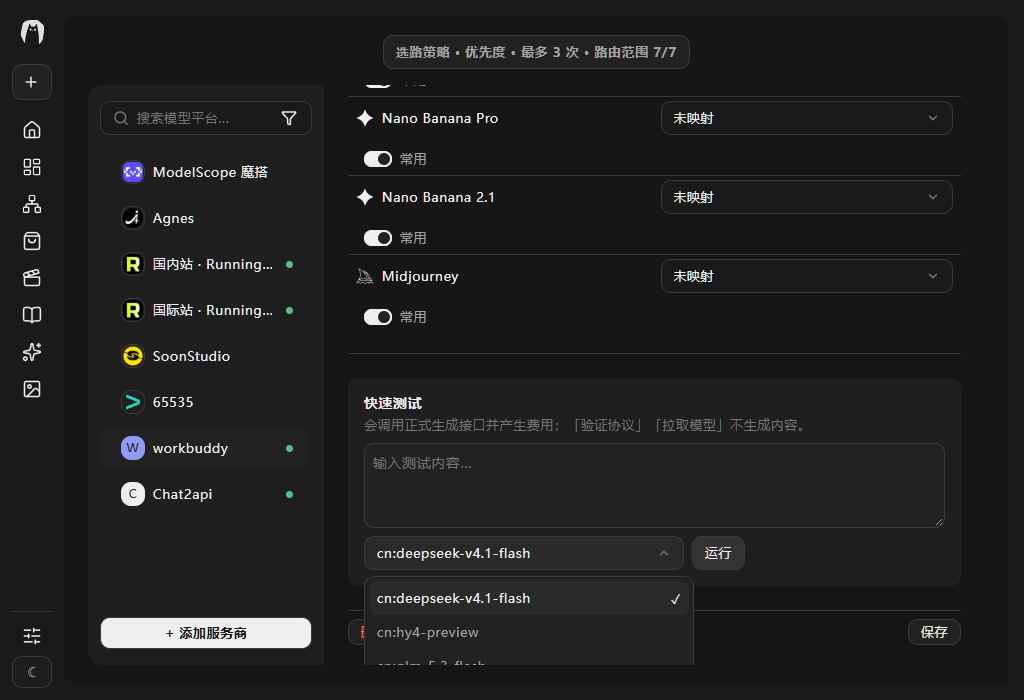 选路策略 • 优先度 • 最多 3 次 • 路由范围 7/7
搜索模型平台...
ModelScope 魔搭
Agnes
国内站 · Running...
国际站 · Running...
SoonStudio
65535
W workbuddy
C Chat2api
+ 添加服务商
Nano Banana Pro
未映射
常用
Nano Banana 2.1
未映射
常用
Midjourney
未映射
常用
快速测试
会调用正式生成接口并产生费用；「验证协议」「拉取模型」不生成内容。
输入测试内容...
cn:deepseek-v4.1-flash
运行
cn:deepseek-v4.1-flash
cn:hy4-preview
保存